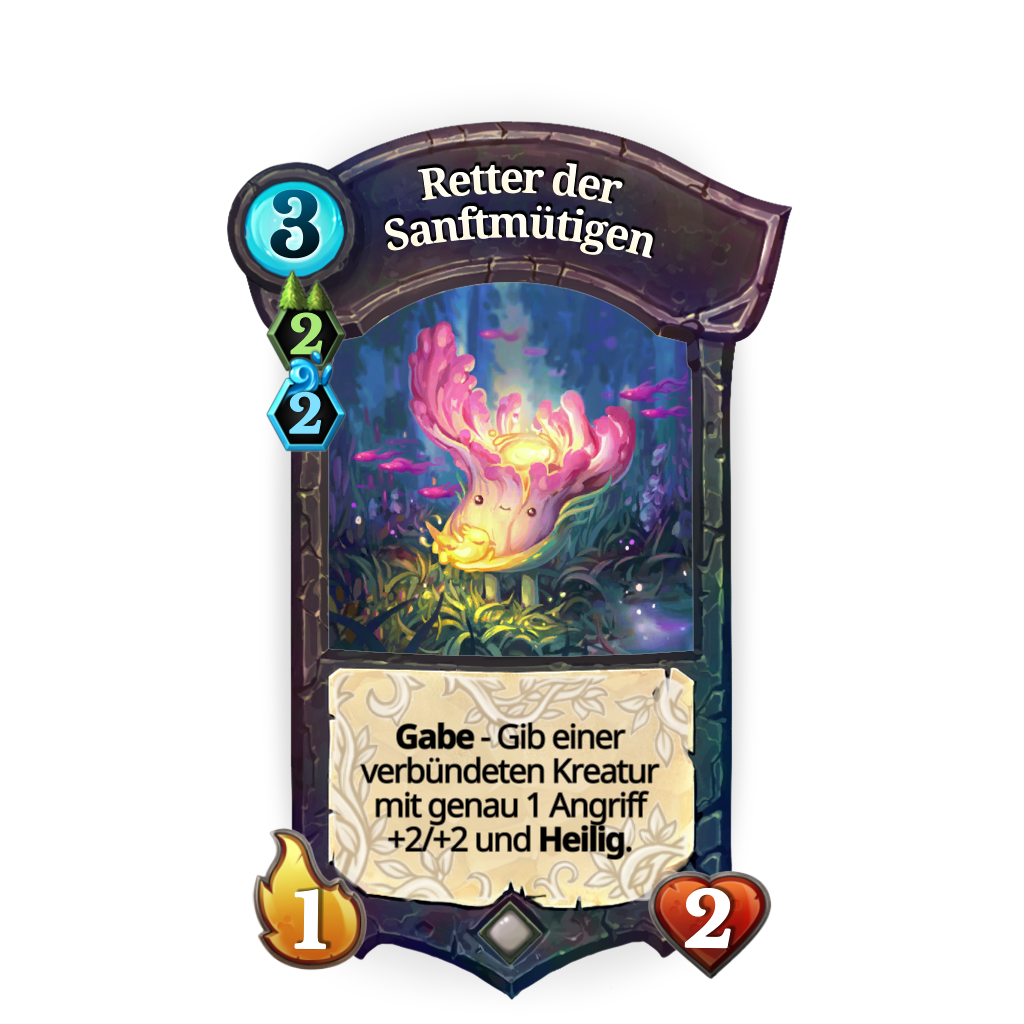 Retter der
Sanftmütigen
3
2
2
Gabe - Gib einer
verbündeten Kreatur
mit genau 1 Angriff
+2/+2 und Heilig.
1
2